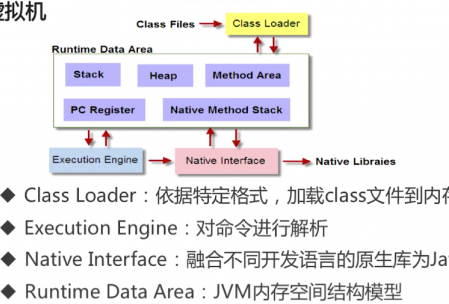 虚拟机
Class Files
Class Loader
Runtime Data Area
Stack
Heap
Method Area
PC Register
Native Method Stack
Execution Engine
Native Interface
Native Libraies
◆ Class Loader：依据特定格式，加载class文件到内存
◆ Execution Engine：对命令进行解析
◆ Native Interface：融合不同开发语言的原生库为Ja
◆ Runtime Data Area：JVM内存空间结构模型